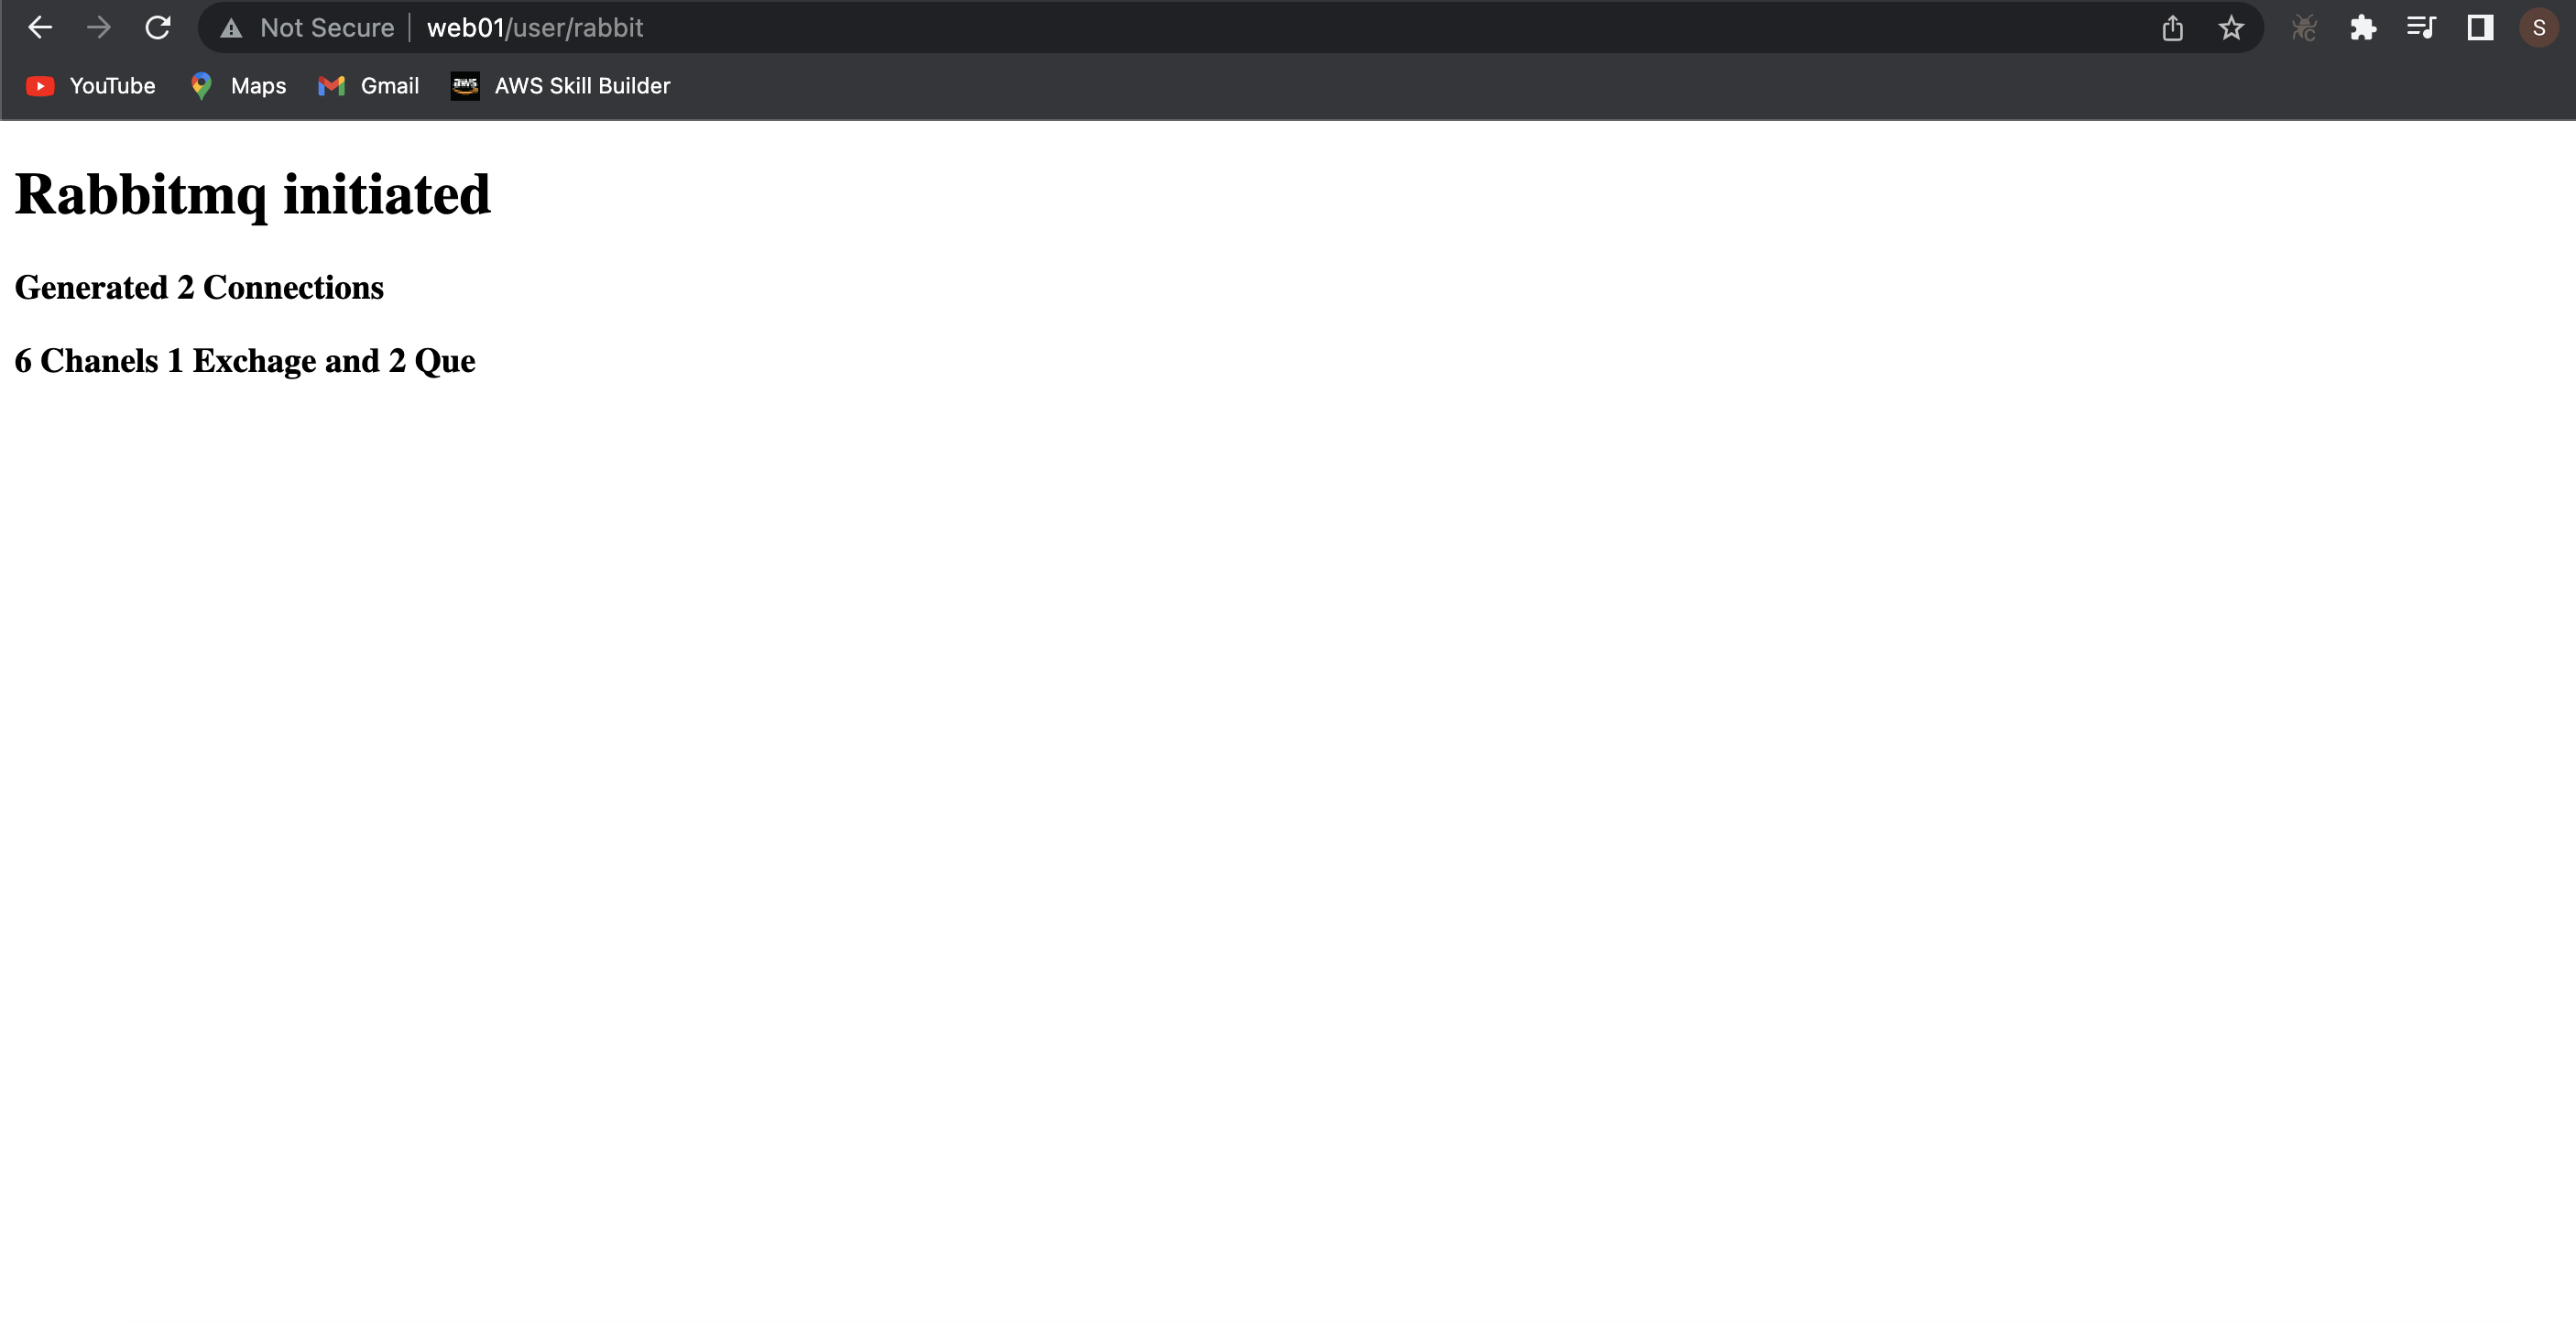 Not Secure web01/user/rabbit S
YouTube Maps Gmail aws AWS Skill Builder
Rabbitmq initiated
Generated 2 Connections
6 Chanels 1 Exchage and 2 Que